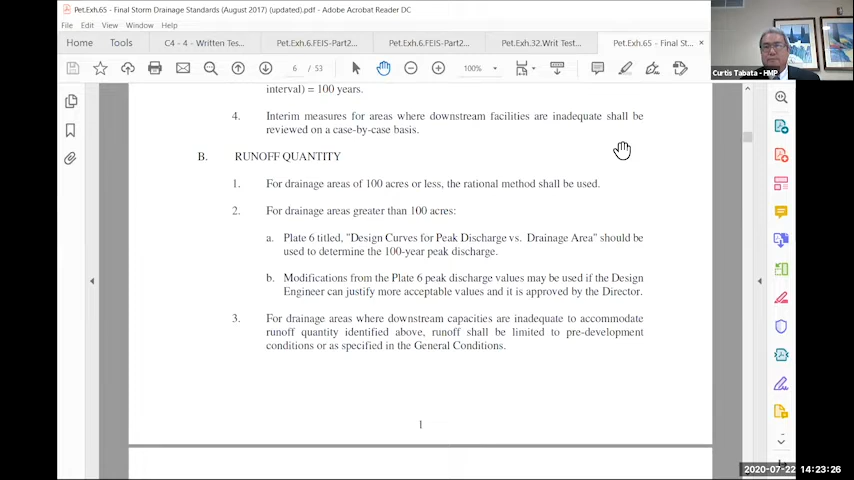 Pet.Exh.65 - Final Storm Drainage Standards (August 2017) (updated).pdf - Adobe Acrobat Reader DC
File Edit View Window Help
Home Tools C4 - 4 - Written Tes... Pet.Exh.6.FEIS-Part2... Pet.Exh.6.FEIS-Part2... Pet.Exh.32.Writ Test... Pet.Exh.65 - Final St... ×
6 / 53 100%
Curtis Tabata - HMP
interval) = 100 years.
4. Interim measures for areas where downstream facilities are inadequate shall be
reviewed on a case-by-case basis.
B. RUNOFF QUANTITY
1. For drainage areas of 100 acres or less, the rational method shall be used.
2. For drainage areas greater than 100 acres:
a. Plate 6 titled, "Design Curves for Peak Discharge vs. Drainage Area" should be
used to determine the 100-year peak discharge.
b. Modifications from the Plate 6 peak discharge values may be used if the Design
Engineer can justify more acceptable values and it is approved by the Director.
3. For drainage areas where downstream capacities are inadequate to accommodate
runoff quantity identified above, runoff shall be limited to pre-development
conditions or as specified in the General Conditions.
1
2020-07-22 14:23:26